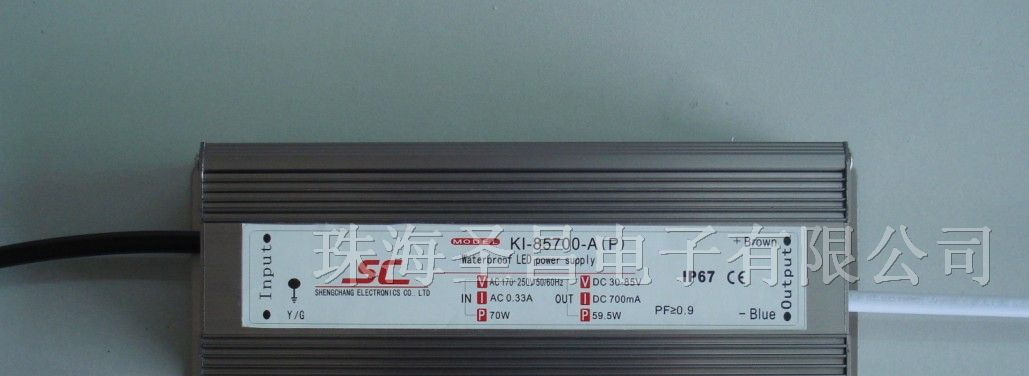 MODEL KI-85700-A(P)
Waterproof LED power supply
SC
SHENGCHANG ELECTRONICS CO., LTD
Input
Y/G
IN
V AC 170-250V/50/60Hz
I AC 0.33A
P 70W
OUT
V DC 30-85V
I DC 700mA
P 59.5W
IP67 CE
PF≥0.9
+Brown
-Blue
Output
珠海圣昌电子有限公司